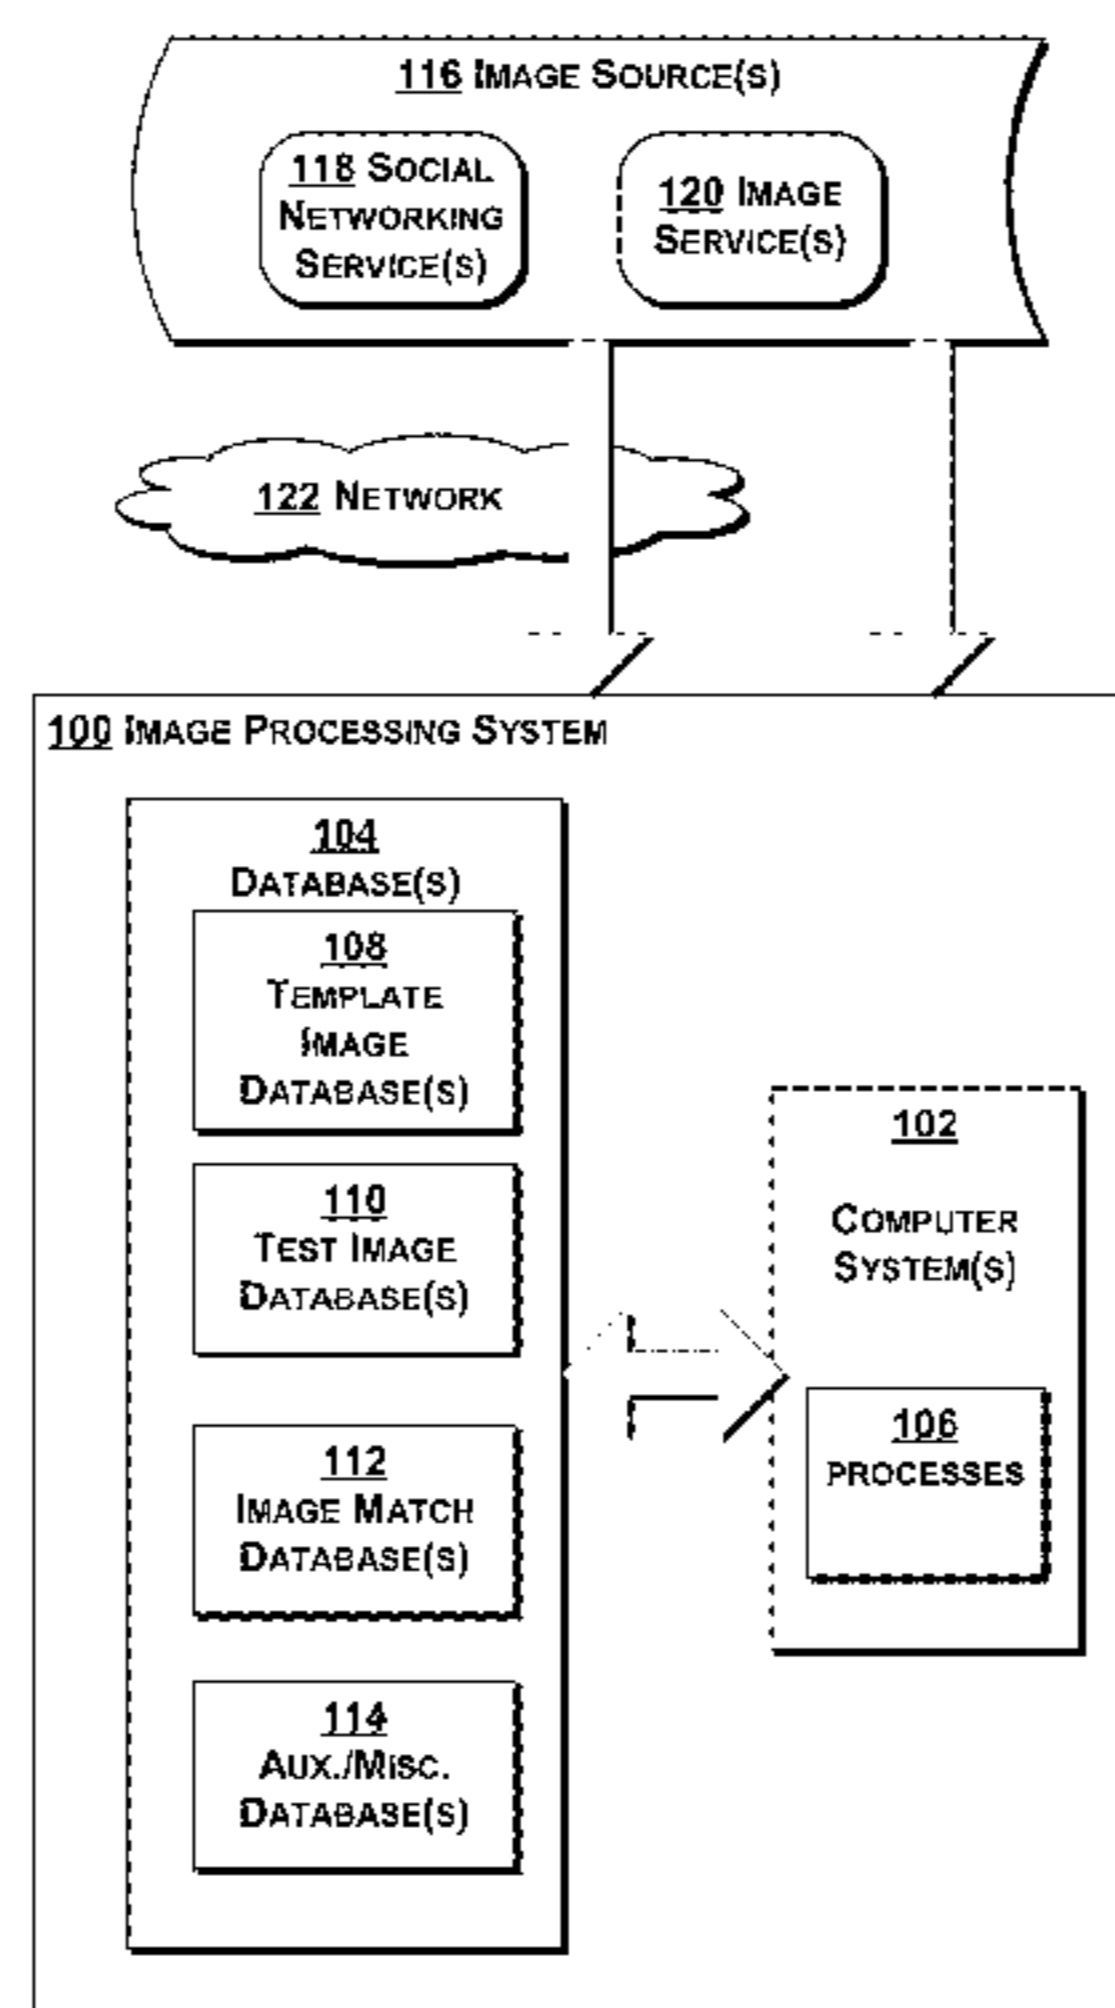 116 IMAGE SOURCE(S)
118 SOCIAL
NETWORKING
SERVICE(S)
120 IMAGE
SERVICE(S)
122 NETWORK
100 IMAGE PROCESSING SYSTEM
104
DATABASE(S)
108
TEMPLATE
IMAGE
DATABASE(S)
110
TEST IMAGE
DATABASE(S)
112
IMAGE MATCH
DATABASE(S)
114
AUX./MISC.
DATABASE(S)
102
COMPUTER
SYSTEM(S)
106
PROCESSES